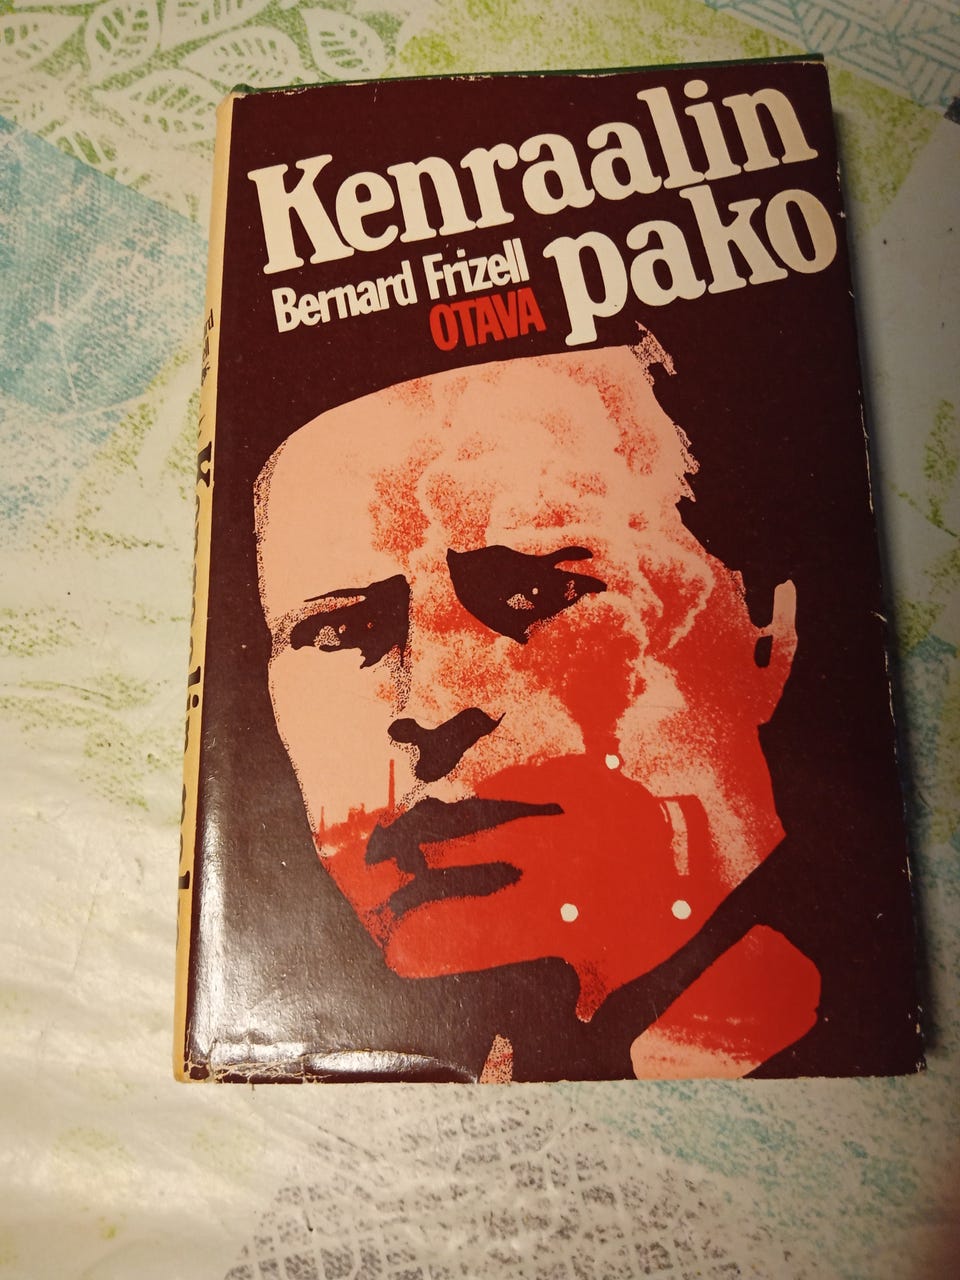 Kenraalin
pako
Bernard Frizell
OTAVA